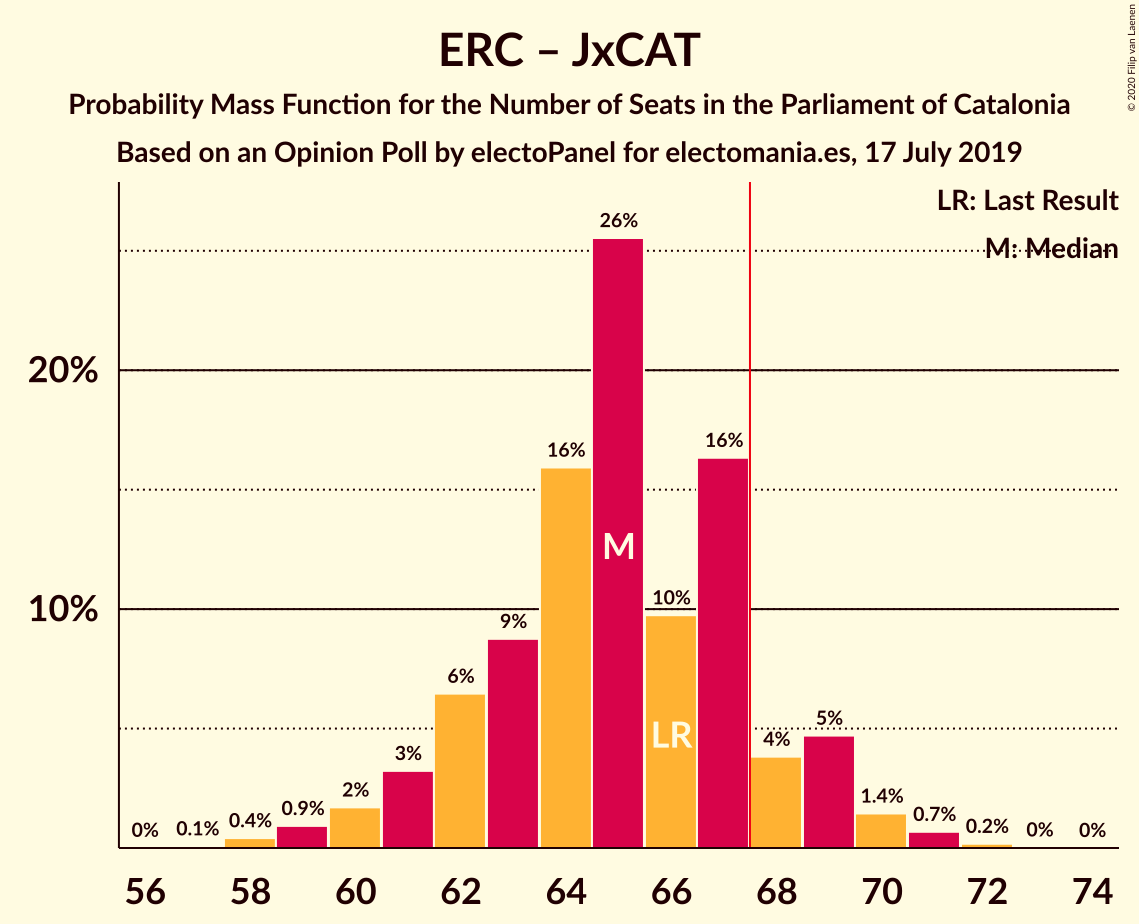 ERC – JxCAT
Probability Mass Function for the Number of Seats in the Parliament of Catalonia
Based on an Opinion Poll by electoPanel for electomania.es, 17 July 2019
© 2020 Filip van Laenen
LR: Last Result
M: Median
20%
10%
0%
0.1%
0.4%
0.9%
2%
3%
6%
9%
16%
26%
10%
16%
4%
5%
1.4%
0.7%
0.2%
0%
0%
M
LR
56 58 60 62 64 66 68 70 72 74